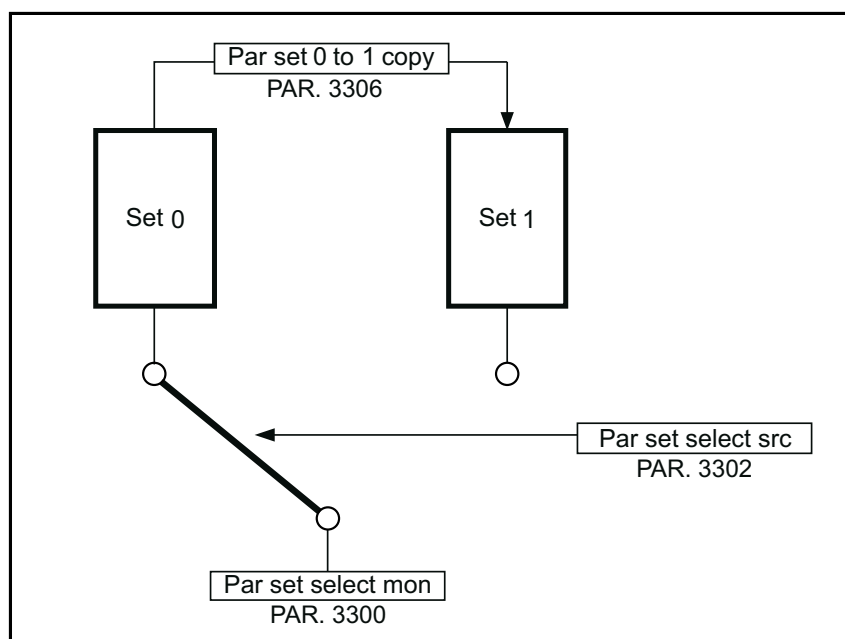 Par set 0 to 1 copy
PAR. 3306
Set 0
Set 1
Par set select src
PAR. 3302
Par set select mon
PAR. 3300